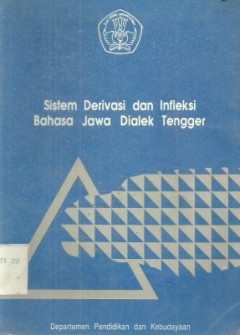 Sistem Derivasi dan Infleksi
Bahasa Jawa Dialek Tengger
Departemen Pendidikan dan Kebudayaan